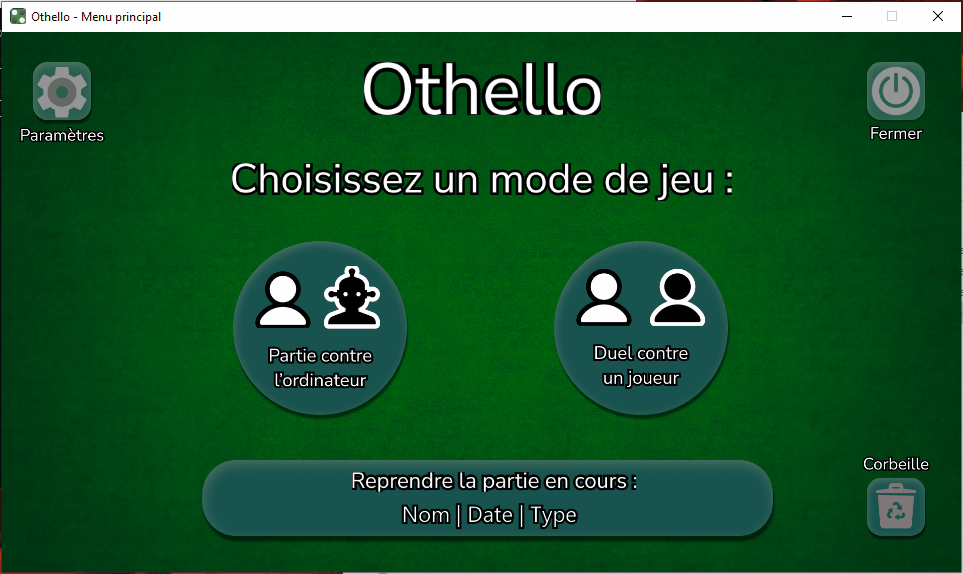 Othello - Menu principal
Othello
Paramètres
Fermer
Choisissez un mode de jeu :
Partie contre
l'ordinateur
Duel contre
un joueur
Corbeille
Reprendre la partie en cours :
Nom | Date | Type